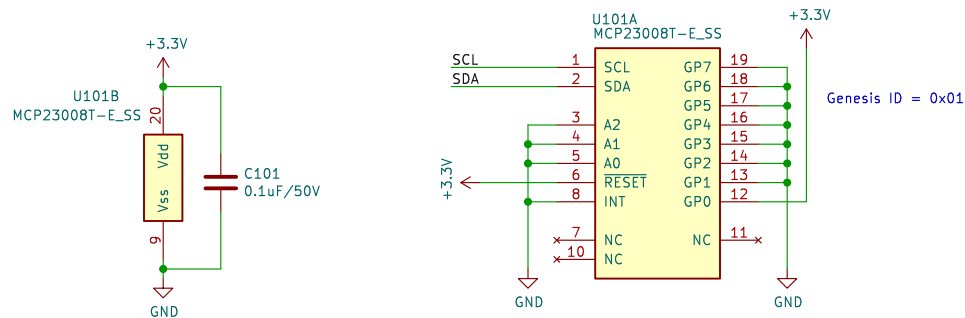 +3.3V
U101B
MCP23008T-E_SS
20
Vdd
Vss
9
C101
0.1uF/50V
GND
U101A
MCP23008T-E_SS
+3.3V
SCL 1 SCL GP7 19
SDA 2 SDA GP6 18
GP5 17
3 A2 GP4 16
4 A1 GP3 15
5 A0 GP2 14
+3.3V 6 RESET GP1 13
8 INT GP0 12
7 NC NC 11
10 NC
GND
GND
Genesis ID = 0x01